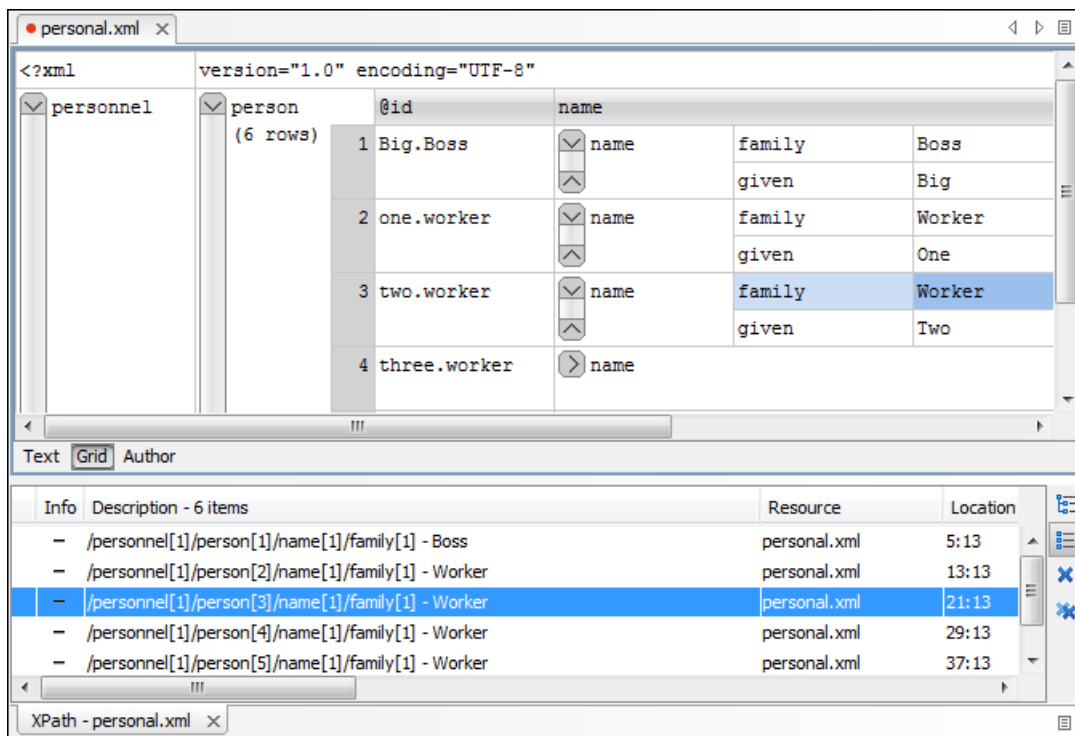 personal.xml
<?xml version="1.0" encoding="UTF-8"
personnel person @id name
(6 rows)
1 Big.Boss name family Boss
given Big
2 one.worker name family Worker
given One
3 two.worker name family Worker
given Two
4 three.worker name
Text Grid Author
Info Description - 6 items Resource Location
/personnel[1]/person[1]/name[1]/family[1] - Boss personal.xml 5:13
/personnel[1]/person[2]/name[1]/family[1] - Worker personal.xml 13:13
/personnel[1]/person[3]/name[1]/family[1] - Worker personal.xml 21:13
/personnel[1]/person[4]/name[1]/family[1] - Worker personal.xml 29:13
/personnel[1]/person[5]/name[1]/family[1] - Worker personal.xml 37:13
XPath - personal.xml